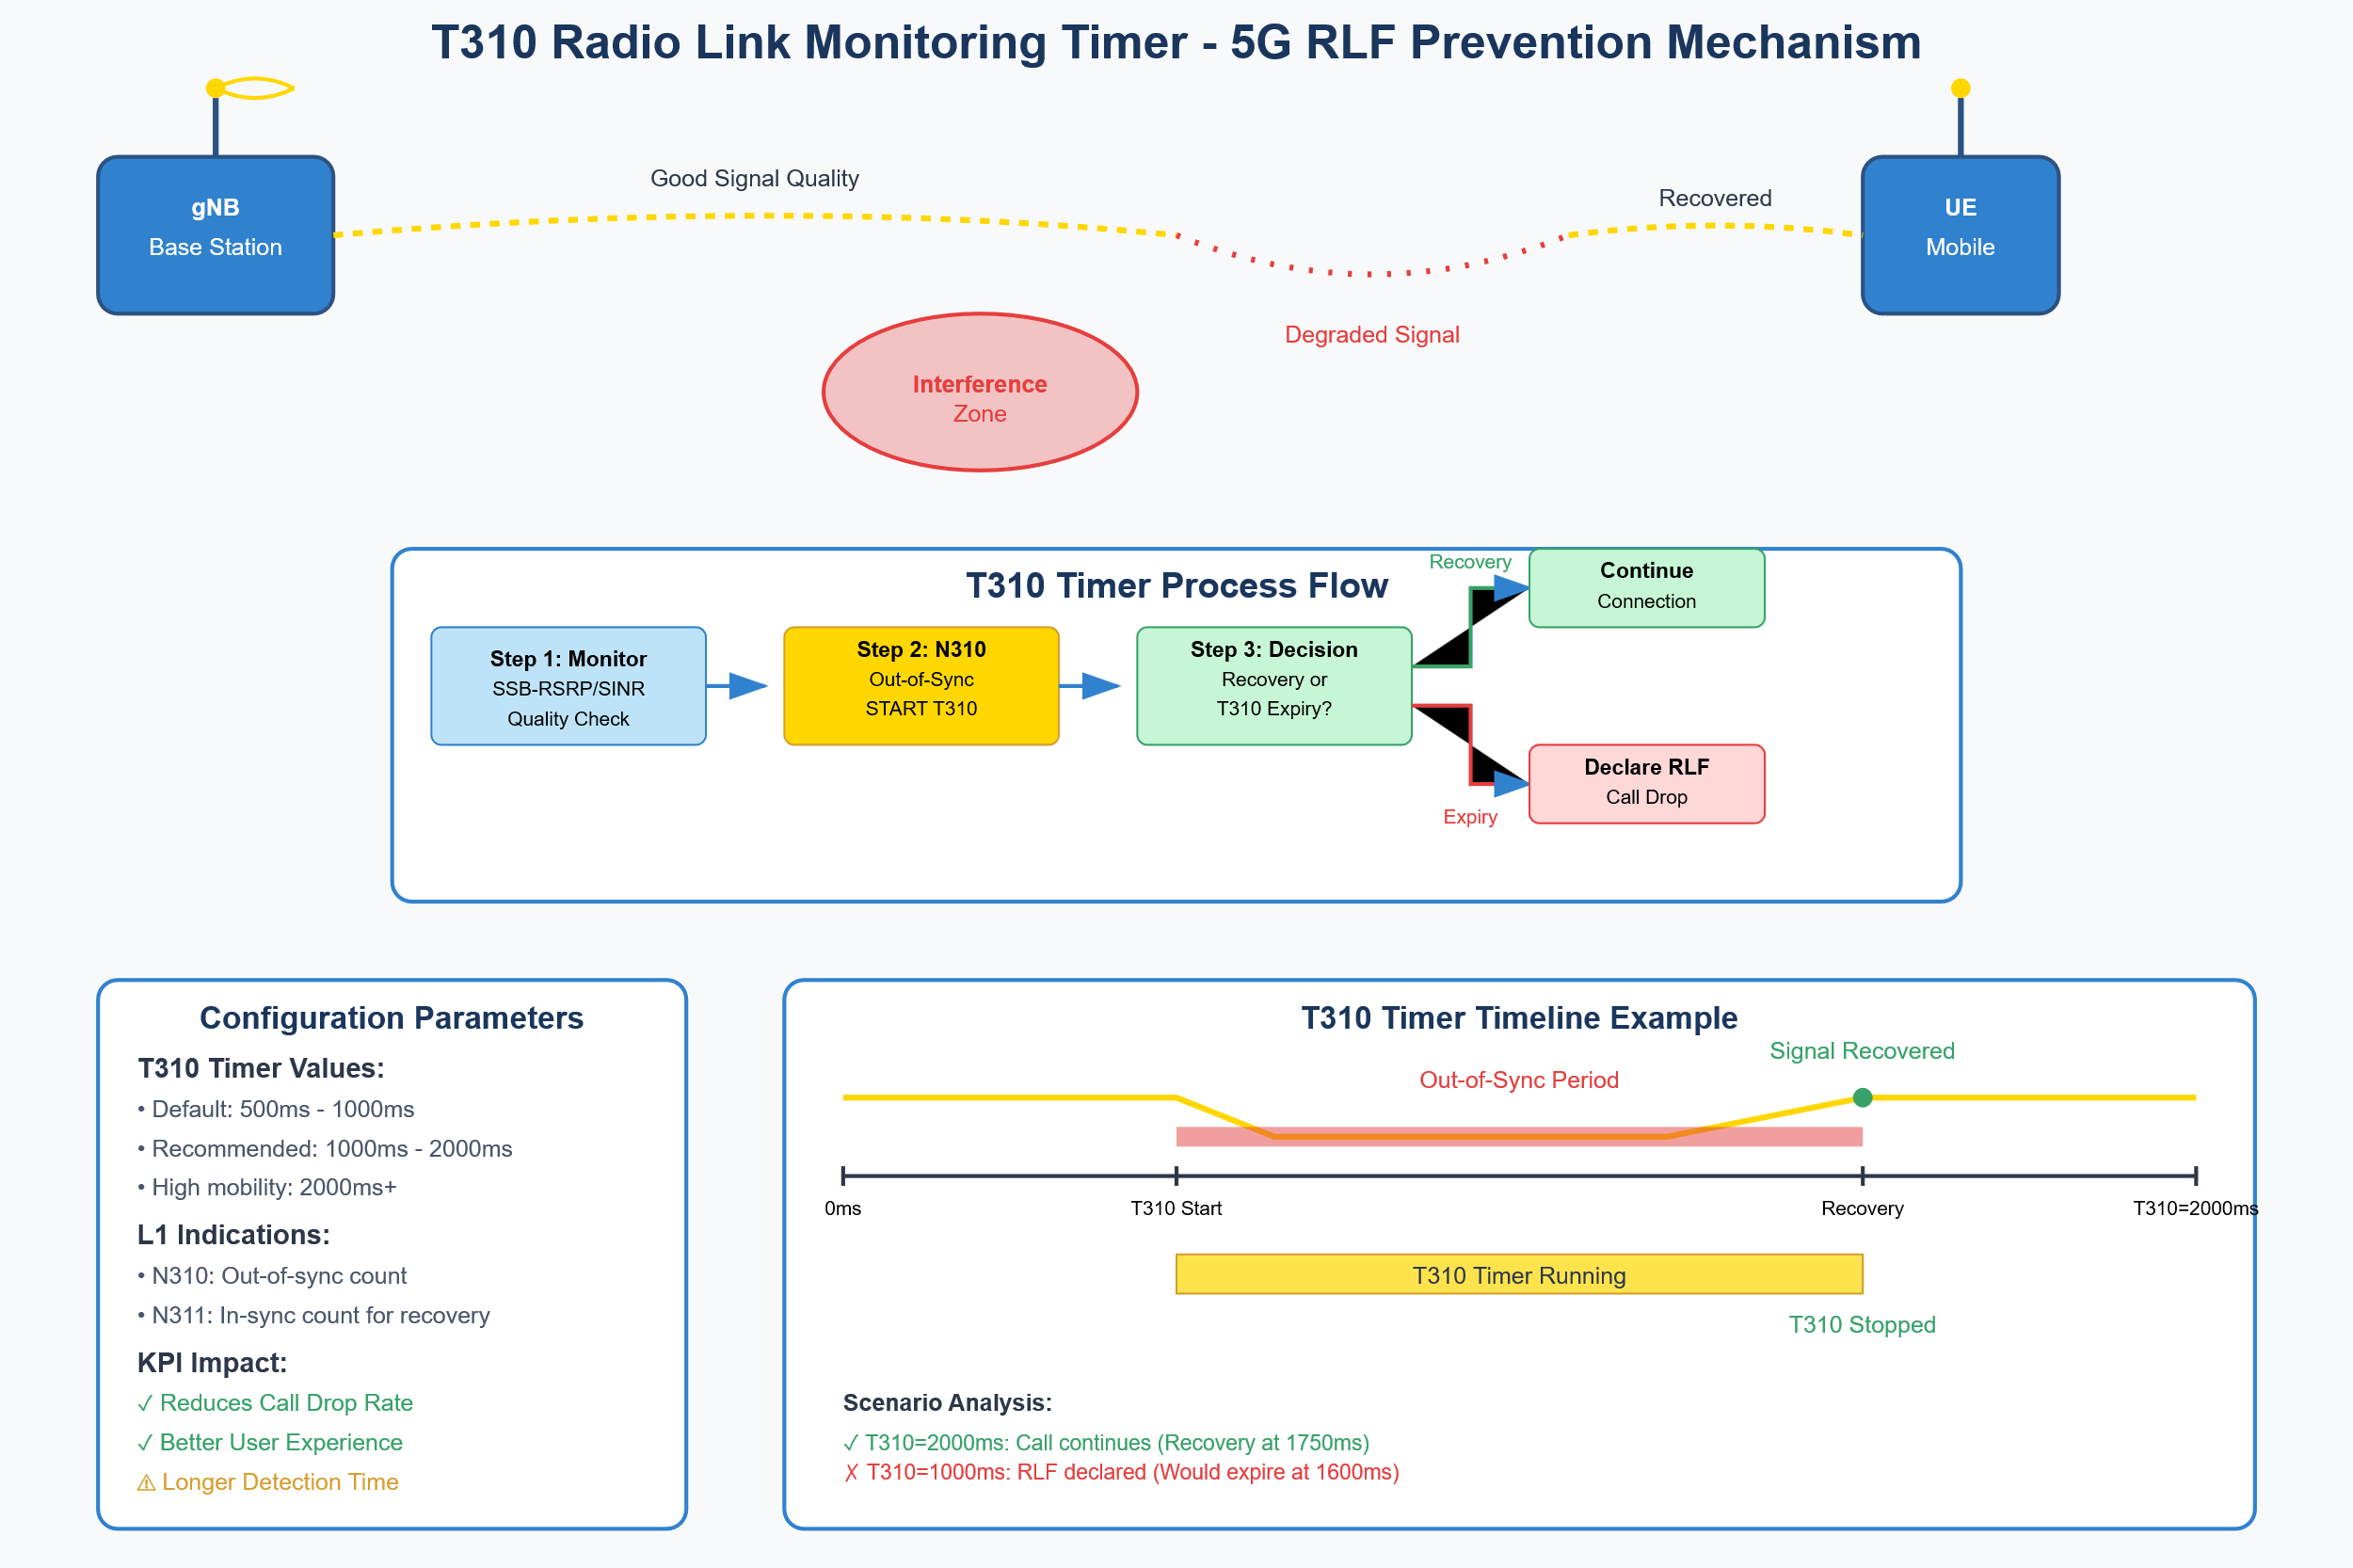 T310 Radio Link Monitoring Timer - 5G RLF Prevention Mechanism
gNB
Base Station
Good Signal Quality
Recovered
UE
Mobile
Degraded Signal
Interference
Zone
T310 Timer Process Flow
Step 1: Monitor
SSB-RSRP/SINR
Quality Check
Step 2: N310
Out-of-Sync
START T310
Step 3: Decision
Recovery or
T310 Expiry?
Recovery
Continue
Connection
Expiry
Declare RLF
Call Drop
Configuration Parameters
T310 Timer Values:
• Default: 500ms - 1000ms
• Recommended: 1000ms - 2000ms
• High mobility: 2000ms+
L1 Indications:
• N310: Out-of-sync count
• N311: In-sync count for recovery
KPI Impact:
✓ Reduces Call Drop Rate
✓ Better User Experience
⚠ Longer Detection Time
T310 Timer Timeline Example
Signal Recovered
Out-of-Sync Period
0ms
T310 Start
Recovery
T310=2000ms
T310 Timer Running
T310 Stopped
Scenario Analysis:
✓ T310=2000ms: Call continues (Recovery at 1750ms)
✗ T310=1000ms: RLF declared (Would expire at 1600ms)